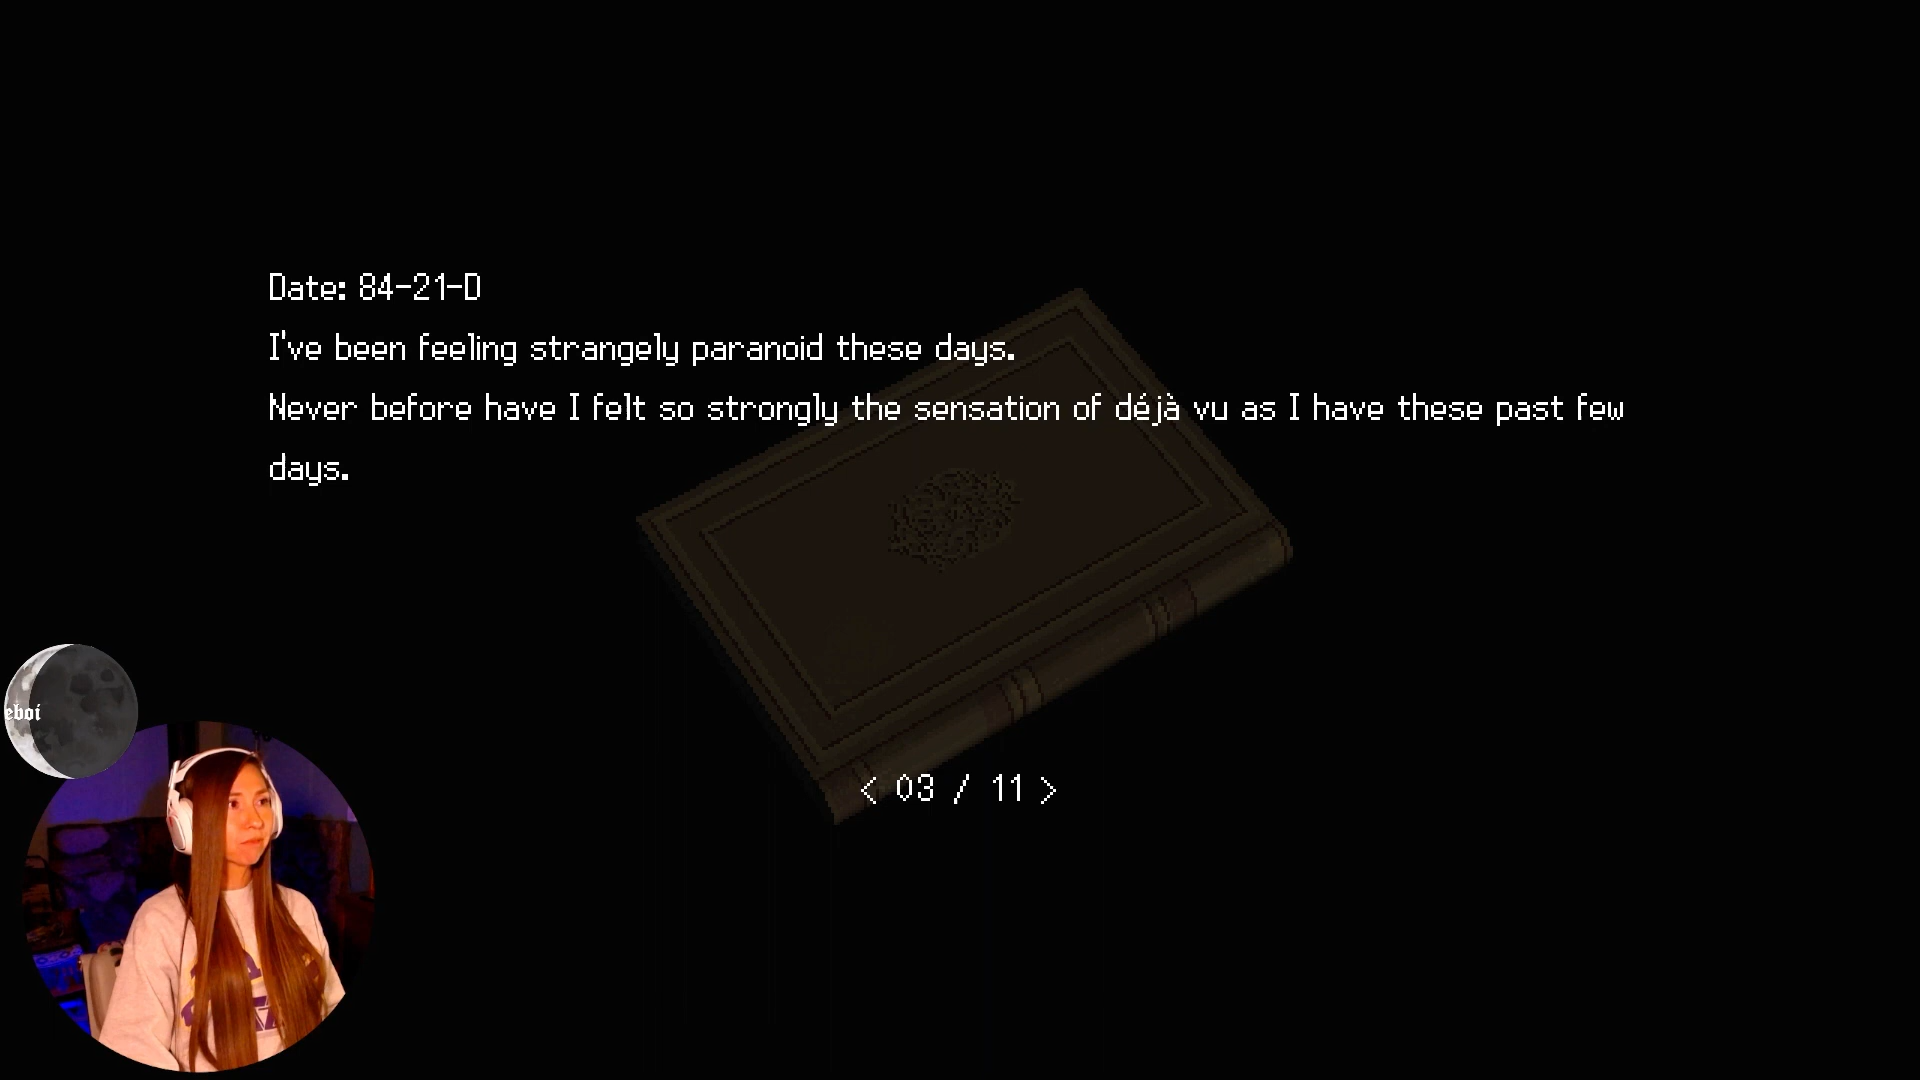 Date: 84-21-D
I've been feeling strangely paranoid these days.
Never before have I felt so strongly the sensation of déjà vu as I have these past few
days.
eboi
< 03 / 11 >